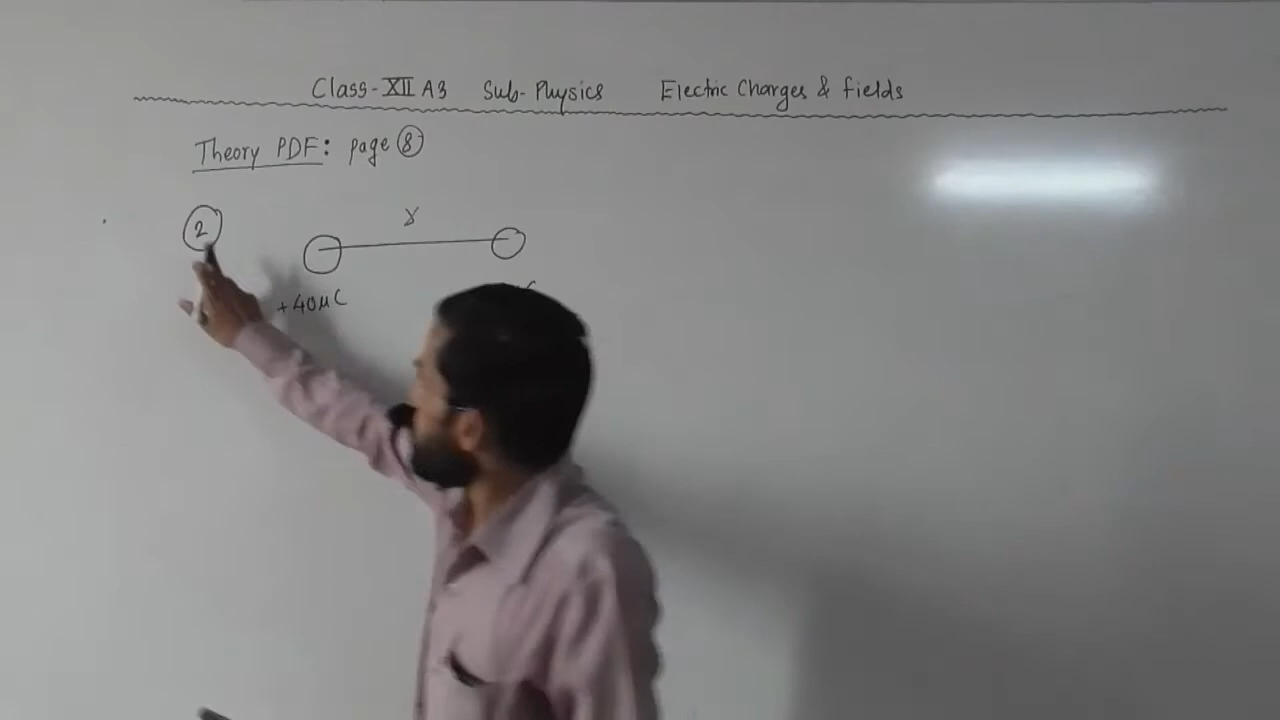 Class-XII A3 Sub-Physics Electric Charges & fields
Theory PDF: page 8
2
r
+40μC